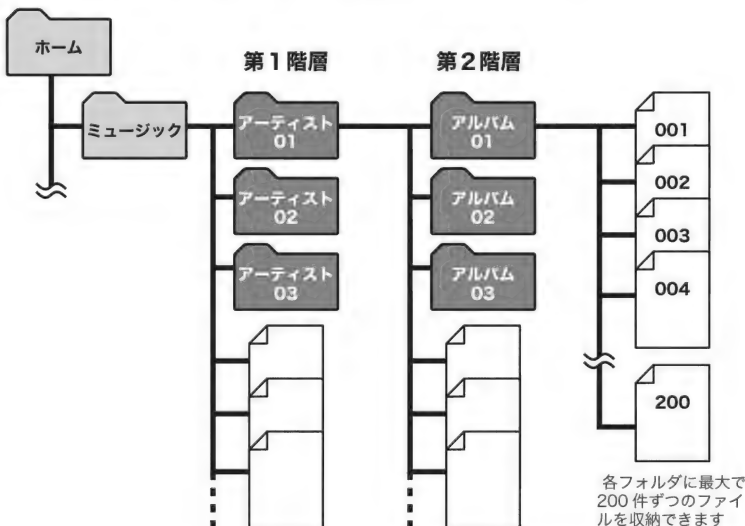 ホーム
第1階層
第2階層
ミュージック
アーティスト
01
アルバム
01
001
002
アーティスト
02
アルバム
02
003
アーティスト
03
アルバム
03
004
200
各フォルダに最大で
200 件ずつのファイ
ルを収納できます